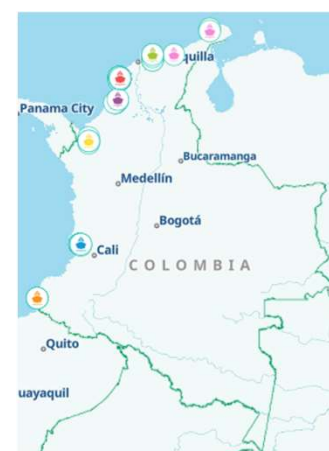 quilla
Panama City
Bucaramanga
Medellín
Bogotá
Cali
COLOMBIA
Quito
uayaquil